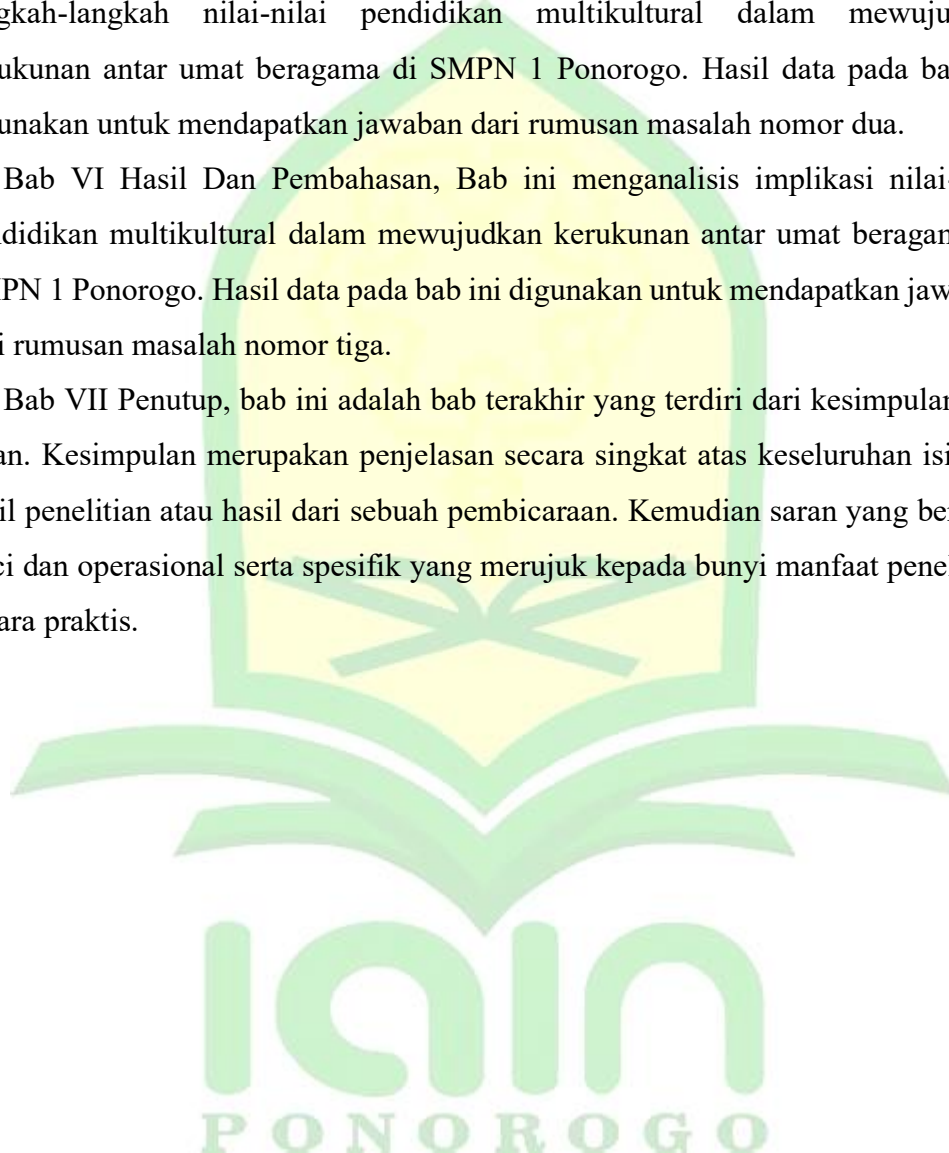 gkah-langkah nilai-nilai pendidikan multikultural dalam mewuju
ukunan antar umat beragama di SMPN 1 Ponorogo. Hasil data pada ba
unakan untuk mendapatkan jawaban dari rumusan masalah nomor dua.
Bab VI Hasil Dan Pembahasan, Bab ini menganalisis implikasi nilai-
didikan multikultural dalam mewujudkan kerukunan antar umat beragam
PN 1 Ponorogo. Hasil data pada bab ini digunakan untuk mendapatkan jaw
i rumusan masalah nomor tiga.
Bab VII Penutup, bab ini adalah bab terakhir yang terdiri dari kesimpulan
an. Kesimpulan merupakan penjelasan secara singkat atas keseluruhan isi
il penelitian atau hasil dari sebuah pembicaraan. Kemudian saran yang ber
ci dan operasional serta spesifik yang merujuk kepada bunyi manfaat pene
ara praktis.
iain
PONOROGO